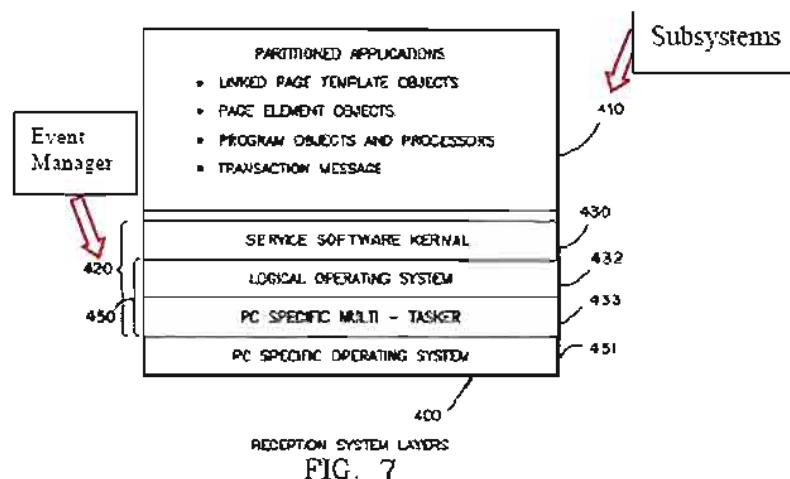 Subsystems
PARTITIONED APPLICATIONS
• LINKED PAGE TEMPLATE OBJECTS
• PAGE ELEMENT OBJECTS
• PROGRAM OBJECTS AND PROCESSORS
• TRANSACTION MESSAGE
410
Event
Manager
430
SERVICE SOFTWARE KERNAL
420
432
LOGICAL OPERATING SYSTEM
433
450
PC SPECIFIC MULTI - TASKER
451
PC SPECIFIC OPERATING SYSTEM
400
RECEPTION SYSTEM LAYERS
FIG. 7